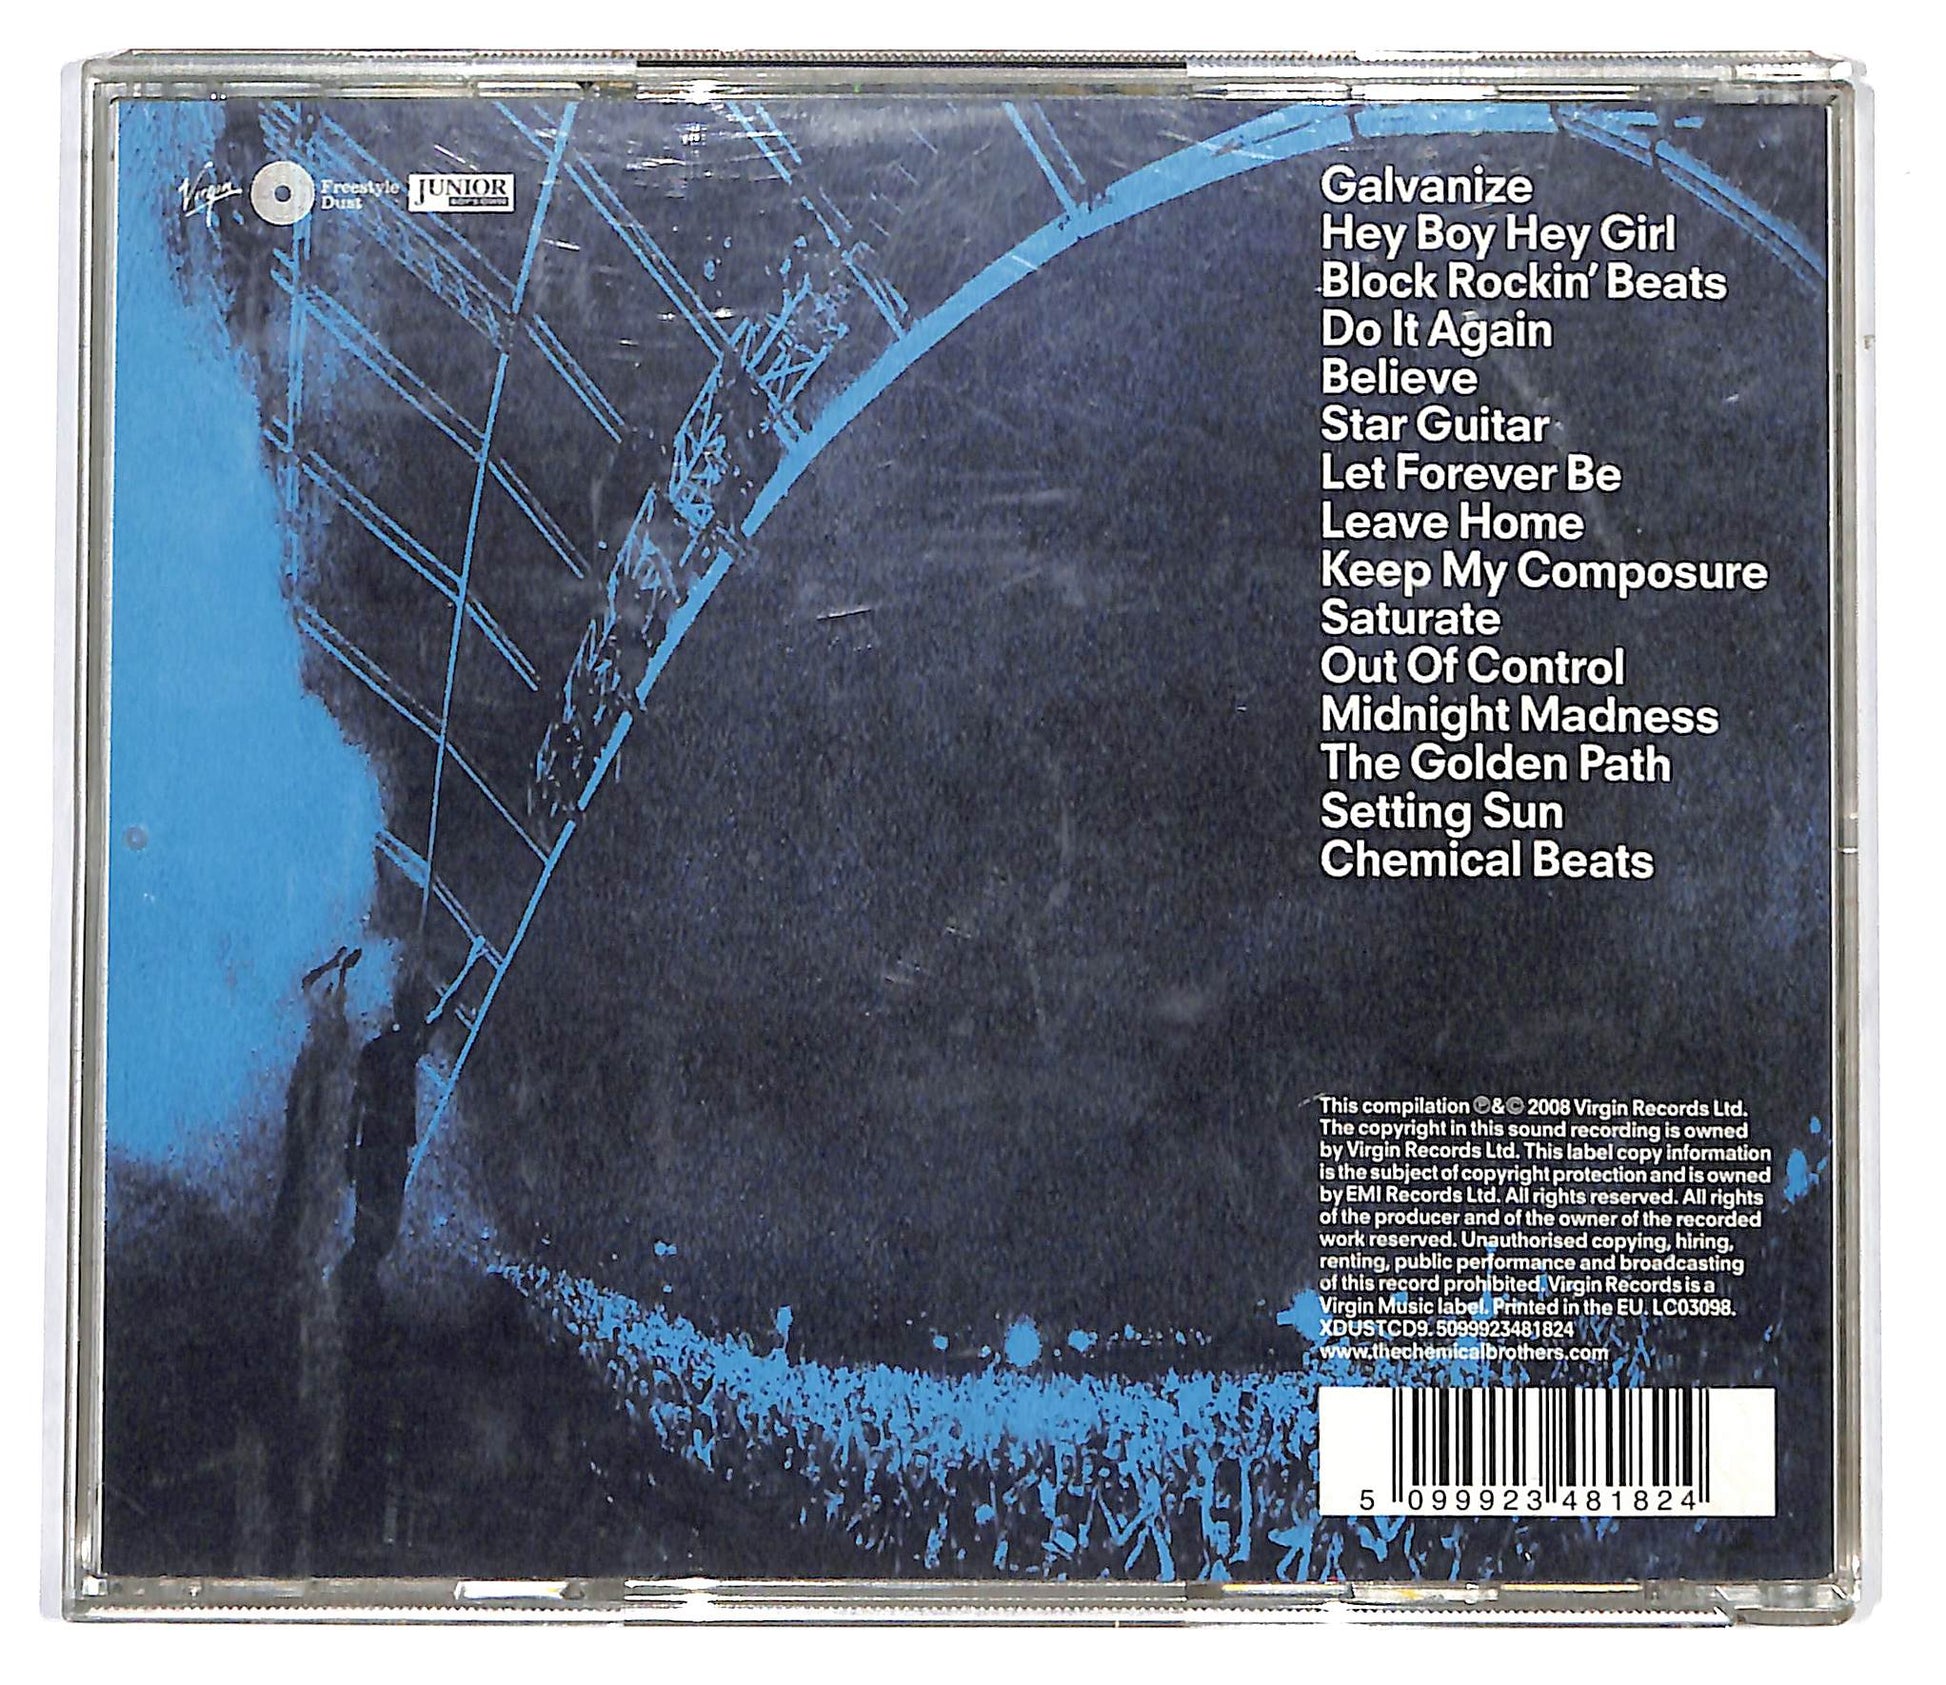 Virgin
Freestyle
Dust
JUNIOR
BOY'S OWN
Galvanize
Hey Boy Hey Girl
Block Rockin' Beats
Do It Again
Believe
Star Guitar
Let Forever Be
Leave Home
Keep My Composure
Saturate
Out Of Control
Midnight Madness
The Golden Path
Setting Sun
Chemical Beats
This compilation ℗&© 2008 Virgin Records Ltd.
The copyright in this sound recording is owned
by Virgin Records Ltd. This label copy information
is the subject of copyright protection and is owned
by EMI Records Ltd. All rights reserved. All rights
of the producer and of the owner of the recorded
work reserved. Unauthorised copying, hiring,
renting, public performance and broadcasting
of this record prohibited. Virgin Records is a
Virgin Music label. Printed in the EU. LC03098.
XDUSTCD9. 5099923481824
www.thechemicalbrothers.com
5 099923 481824